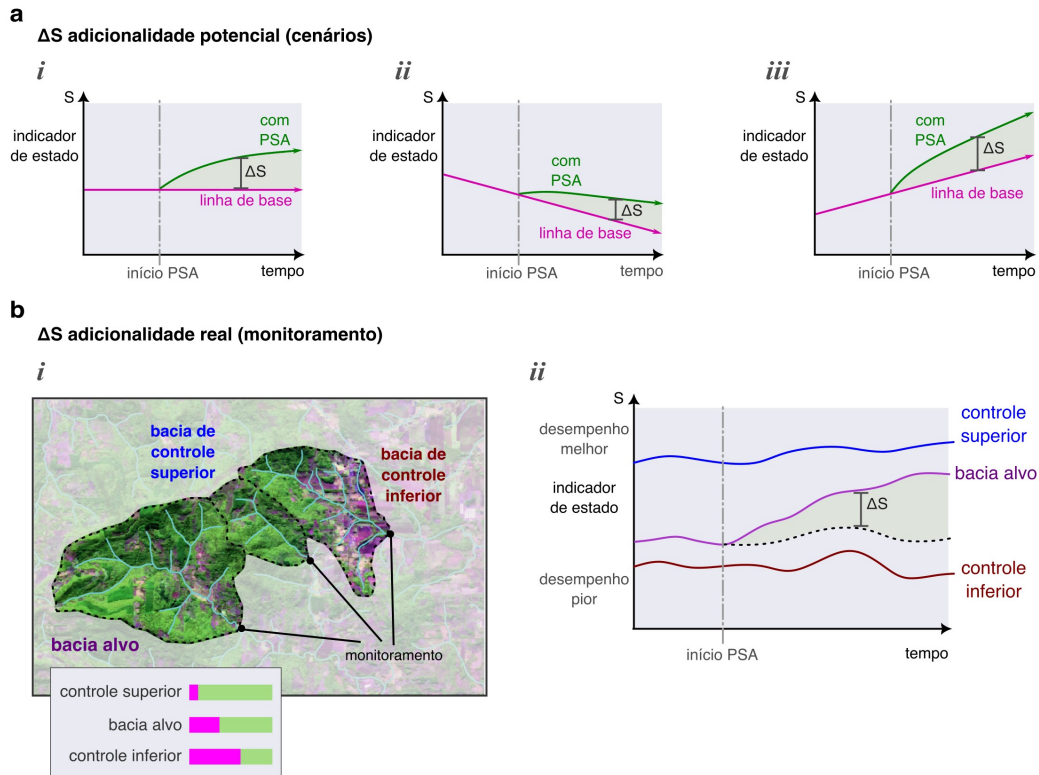 a
ΔS adicionalidade potencial (cenários)
i
S
indicador
de estado
com
PSA
ΔS
linha de base
início PSA
tempo
ii
S
indicador
de estado
com
PSA
ΔS
linha de base
início PSA
tempo
iii
S
indicador
de estado
com
PSA
ΔS
linha de base
início PSA
tempo
b
ΔS adicionalidade real (monitoramento)
i
bacia de
controle
superior
bacia de
controle
inferior
bacia alvo
monitoramento
controle superior
bacia alvo
controle inferior
ii
S
desempenho
melhor
indicador
de estado
desempenho
pior
controle
superior
bacia alvo
ΔS
controle
inferior
início PSA
tempo